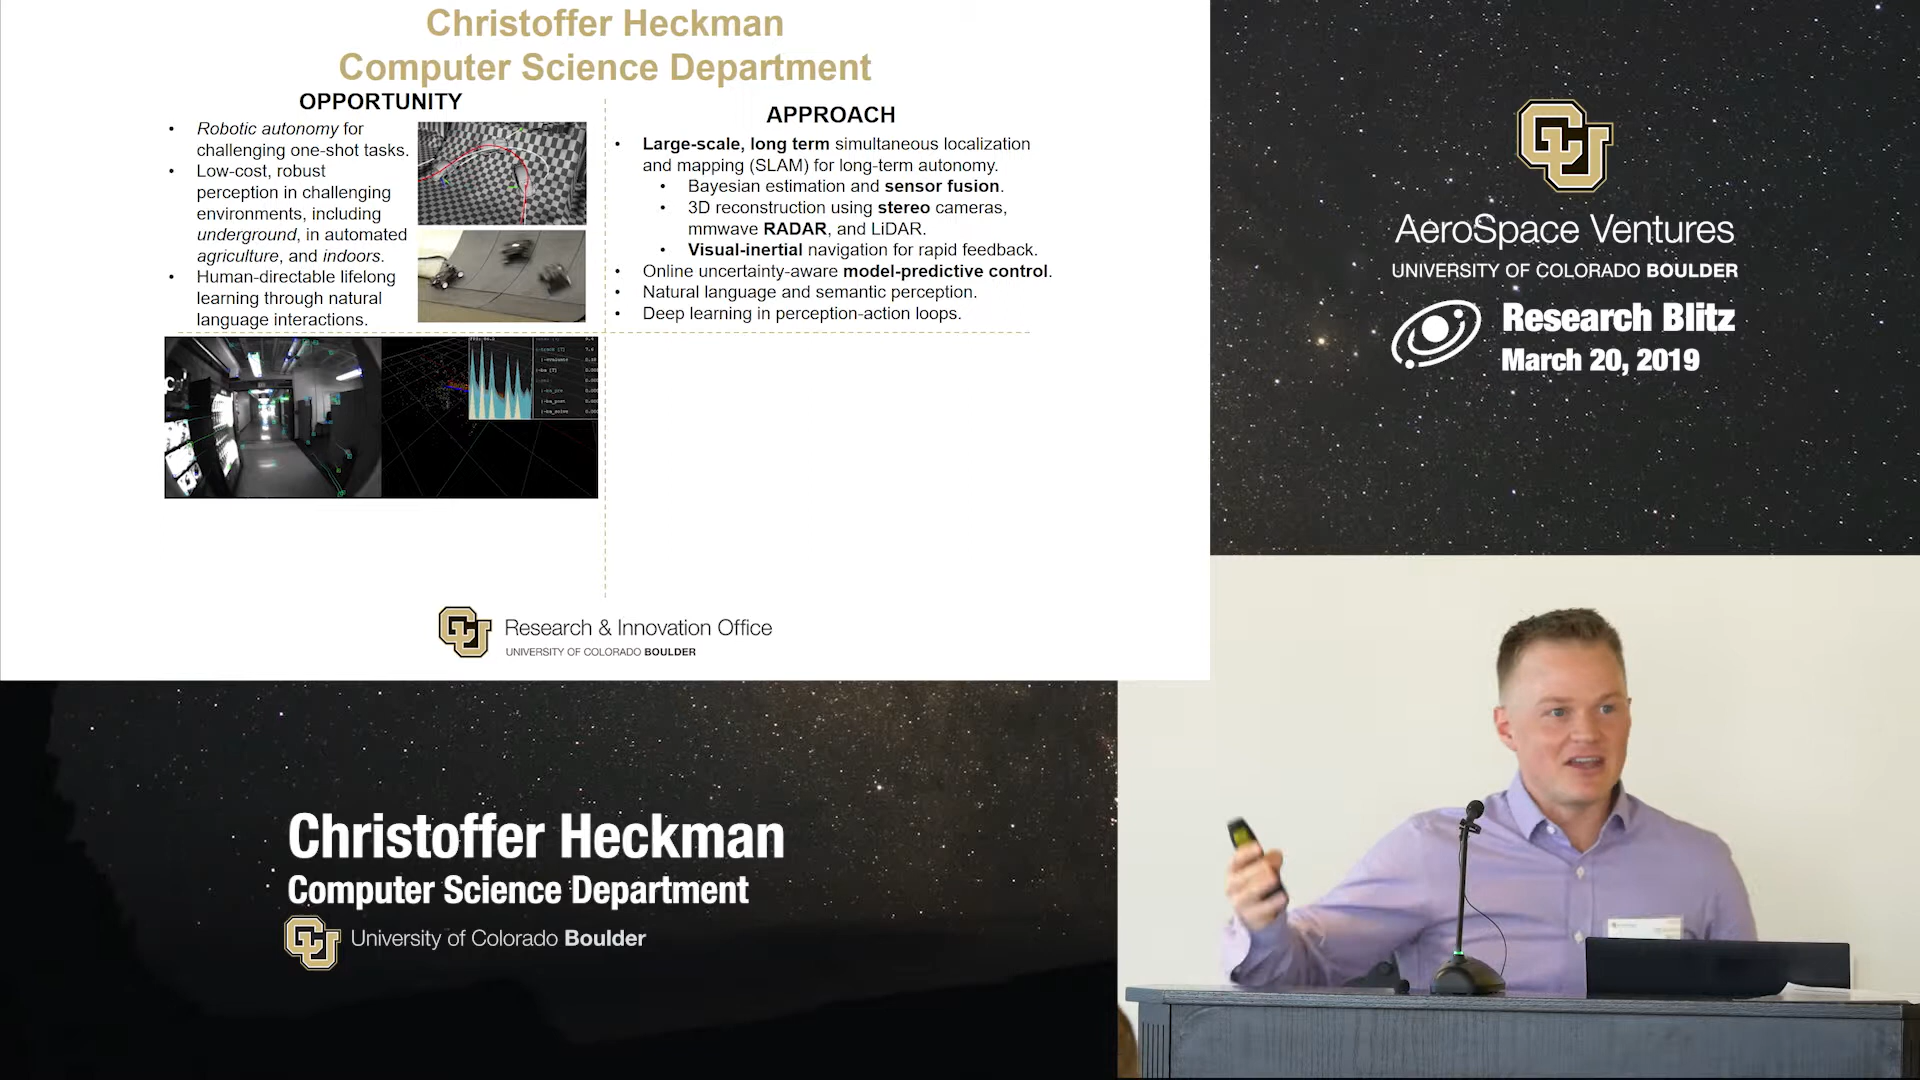 Christoffer Heckman
Computer Science Department
OPPORTUNITY
• Robotic autonomy for
challenging one-shot tasks.
• Low-cost, robust
perception in challenging
environments, including
underground, in automated
agriculture, and indoors.
• Human-directable lifelong
learning through natural
language interactions.
APPROACH
• Large-scale, long term simultaneous localization
and mapping (SLAM) for long-term autonomy.
• Bayesian estimation and sensor fusion.
• 3D reconstruction using stereo cameras,
mmwave RADAR, and LiDAR.
• Visual-inertial navigation for rapid feedback.
• Online uncertainty-aware model-predictive control.
• Natural language and semantic perception.
• Deep learning in perception-action loops.
CU
Research & Innovation Office
UNIVERSITY OF COLORADO BOULDER
CU
AeroSpace Ventures
UNIVERSITY OF COLORADO BOULDER
Research Blitz
March 20, 2019
Christoffer Heckman
Computer Science Department
CU
University of Colorado Boulder